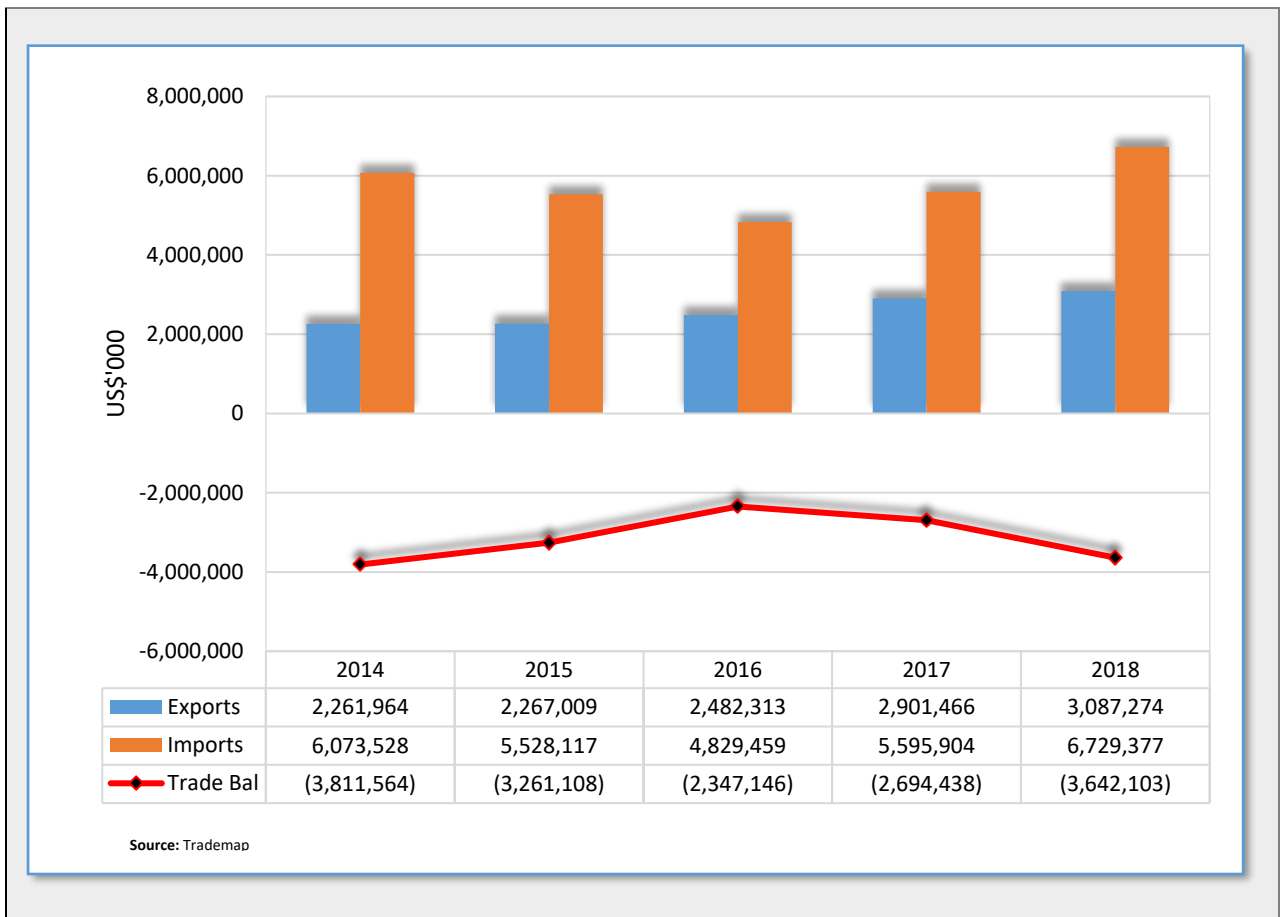 8,000,000
6,000,000
4,000,000
2,000,000
0
-2,000,000
-4,000,000
-6,000,000
US$'000
2014 2015 2016 2017 2018
Exports 2,261,964 2,267,009 2,482,313 2,901,466 3,087,274
Imports 6,073,528 5,528,117 4,829,459 5,595,904 6,729,377
Trade Bal (3,811,564) (3,261,108) (2,347,146) (2,694,438) (3,642,103)
Source: Trademap